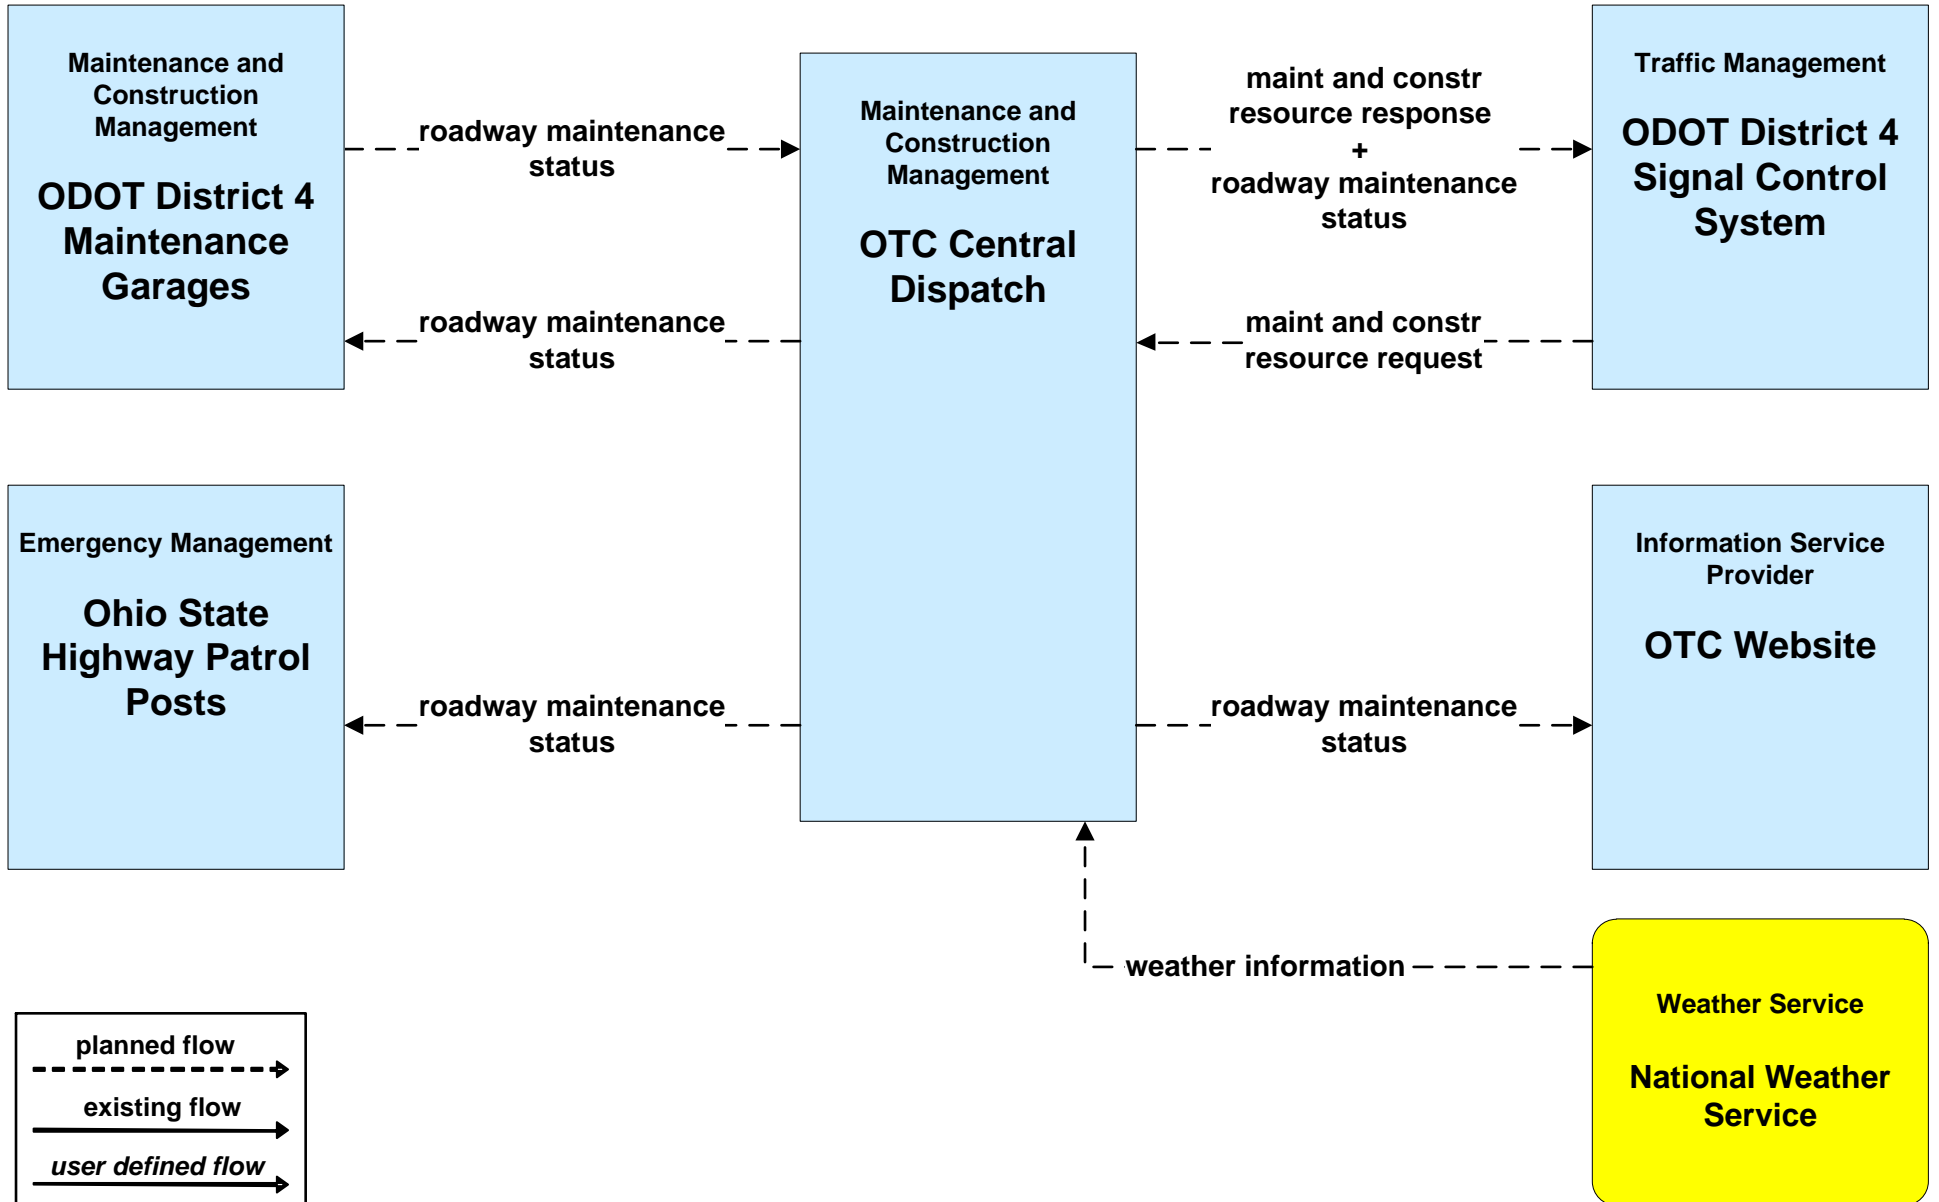 Maintenance and
Construction
Management
ODOT District 4
Maintenance
Garages
roadway maintenance
status
roadway maintenance
status
Maintenance and
Construction
Management
OTC Central
Dispatch
maint and constr
resource response
+
roadway maintenance
status
maint and constr
resource request
Traffic Management
ODOT District 4
Signal Control
System
Emergency Management
Ohio State
Highway Patrol
Posts
roadway maintenance
status
roadway maintenance
status
Information Service
Provider
OTC Website
weather information
Weather Service
National Weather
Service
planned flow
existing flow
user defined flow